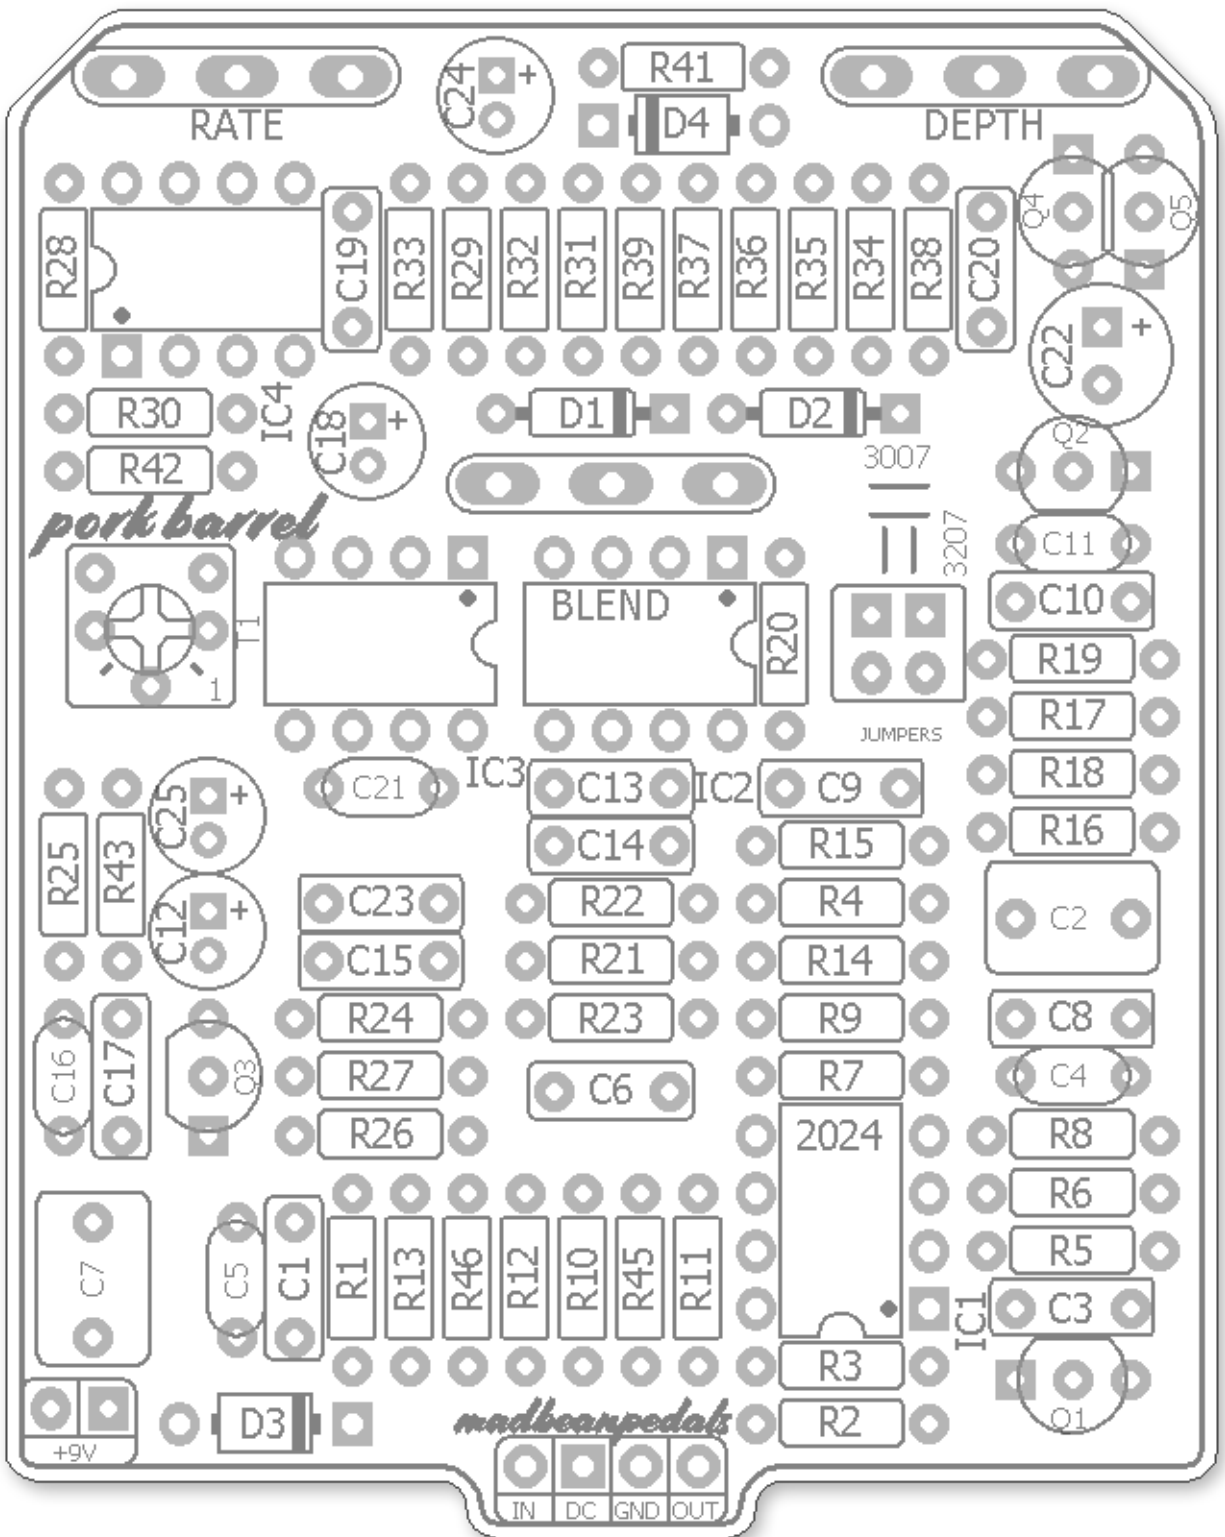 C24
+
R41
D4
RATE
DEPTH
Q4
Q5
R28
C19
R33
R29
R32
R31
R39
R37
R36
R35
R34
R38
C20
C22
+
R30
IC4
C18
+
D1
D2
Q2
R42
3007
pork barrel
3207
C11
T1
1
BLEND
R20
C10
R19
R17
JUMPERS
IC3
C21
C13
IC2
C9
R18
R25
R43
C25
+
C14
R15
R16
C12
+
C23
R22
R4
C2
C15
R21
R14
R24
R23
R9
C8
C16
C17
Q3
R27
C6
R7
C4
R26
2024
R8
R6
C7
C5
C1
R1
R13
R46
R12
R10
R45
R11
R5
IC1
C3
R3
D3
madbeanpedals
R2
Q1
+9V
IN DC GND OUT